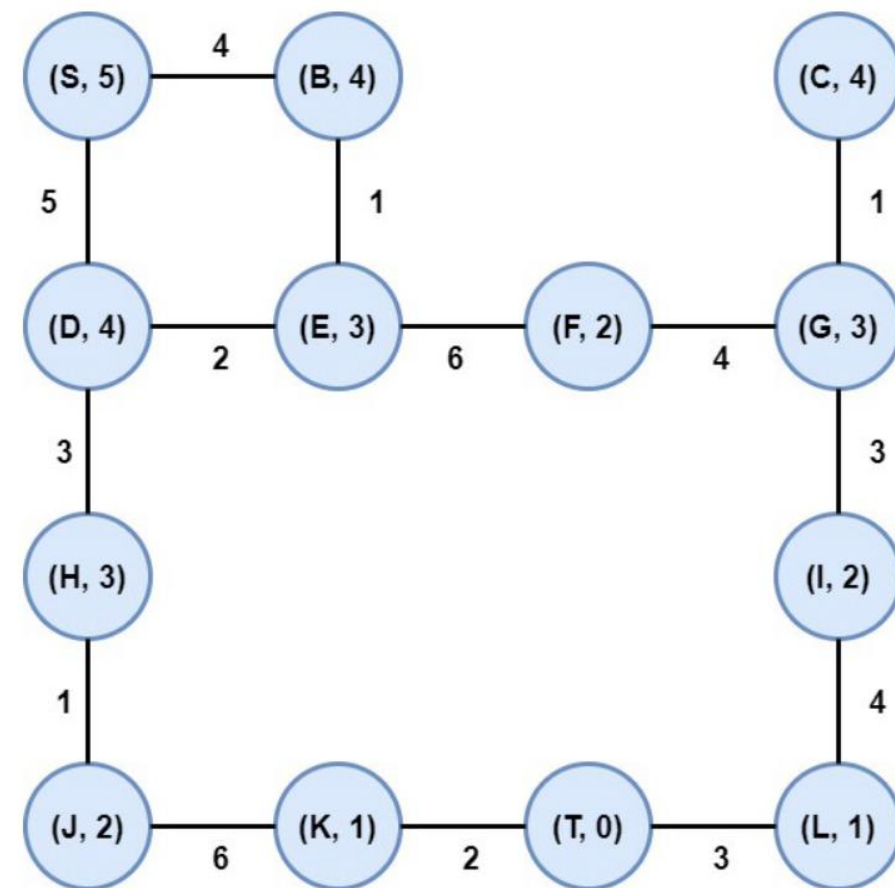 4
(S, 5) (B, 4) (C, 4)
5 1 1
(D, 4) (E, 3) (F, 2) (G, 3)
2 6 4
3 3
(H, 3) (I, 2)
1 4
(J, 2) (K, 1) (T, 0) (L, 1)
6 2 3